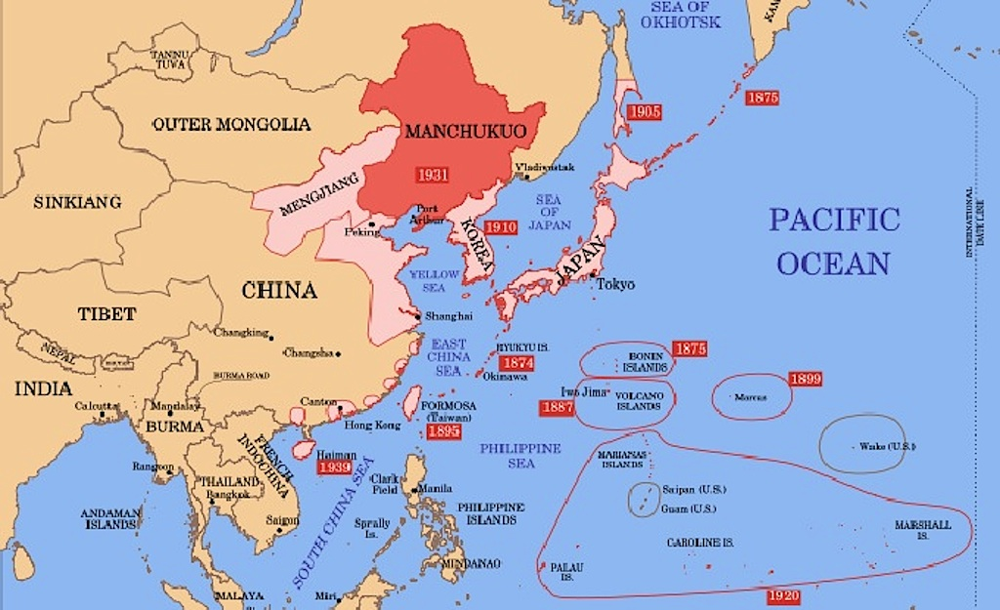 SEA OF
OKHOTSK
KAM
TANNU
TUVA
1875
1905
OUTER MONGOLIA
MANCHUKUO
1931
Vladivostak
MENGJIANG
SINKIANG
INTERNATIONAL
DATE LINE
SEA
OF
JAPAN
Port
Arthur
PACIFIC
OCEAN
Peking
KOREA
1910
JAPAN
YELLOW
SEA
Tokyo
CHINA
TIBET
Shanghai
Changking
Changsha
EAST
CHINA
SEA
RYUKYU IS.
1874
Okinawa
BONIN
ISLANDS
1875
NEPAL
BURMA ROAD
INDIA
1899
Iwo Jima
VOLCANO
ISLANDS
1887
Marcus
Calcutta
Mandalay
BURMA
Canton
Hong Kong
FORMOSA
(Taiwan)
1895
FRENCH
INDOCHINA
Hainan
1939
PHILIPPINE
SEA
Wake (U.S.)
MARIANAS
ISLANDS
Rangoon
THAILAND
Bangkok
SOUTH CHINA SEA
Clark
Field
Manila
Saipan (U.S.)
Guam (U.S.)
ANDAMAN
ISLANDS
Saigon
Sprally
Is.
PHILIPPINE
ISLANDS
MARSHALL
IS.
CAROLINE IS.
MINDANAO
PALAU
IS.
MALAYA
Miri
1920